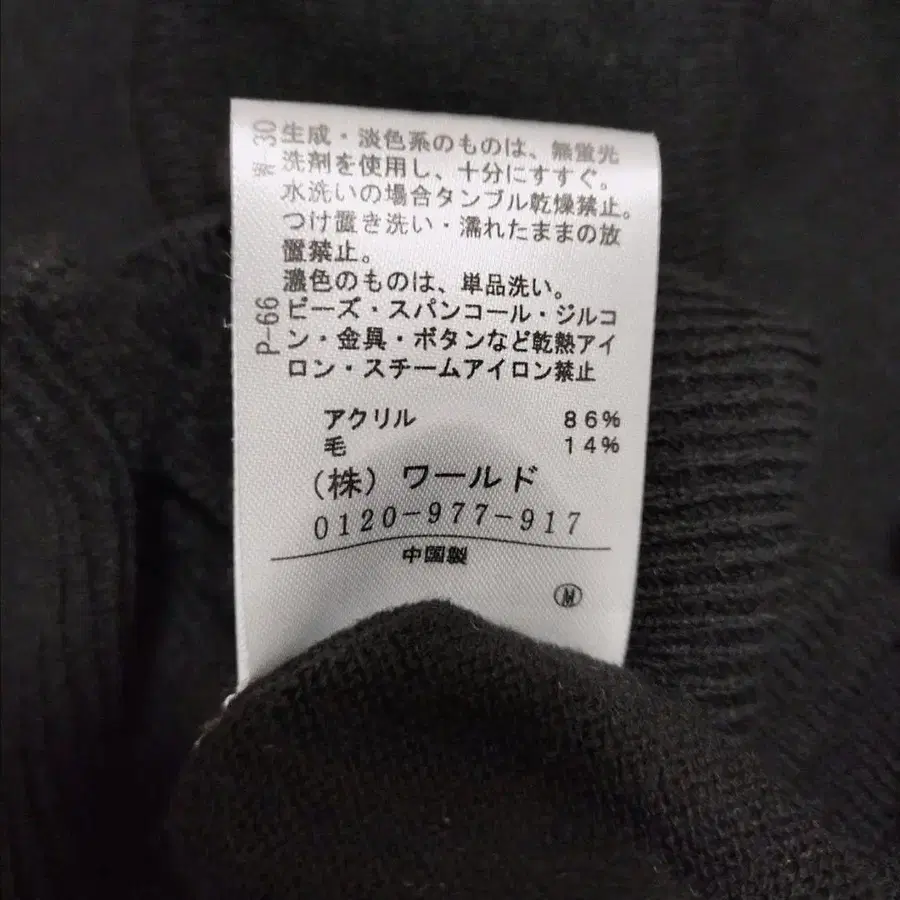 生成・淡色系のものは、無蛍光
洗剤を使用し、十分にすすぐ。
水洗いの場合タンブル乾燥禁止。
つけ置き洗い・濡れたままの放
置禁止。
濃色のものは、単品洗い。
ビーズ・スパンコール・ジルコ
ン・金具・ボタンなど乾熱アイ
ロン・スチームアイロン禁止
P-66
アクリル 86%
毛 14%
（株）ワールド
0120-977-917
中国製
M